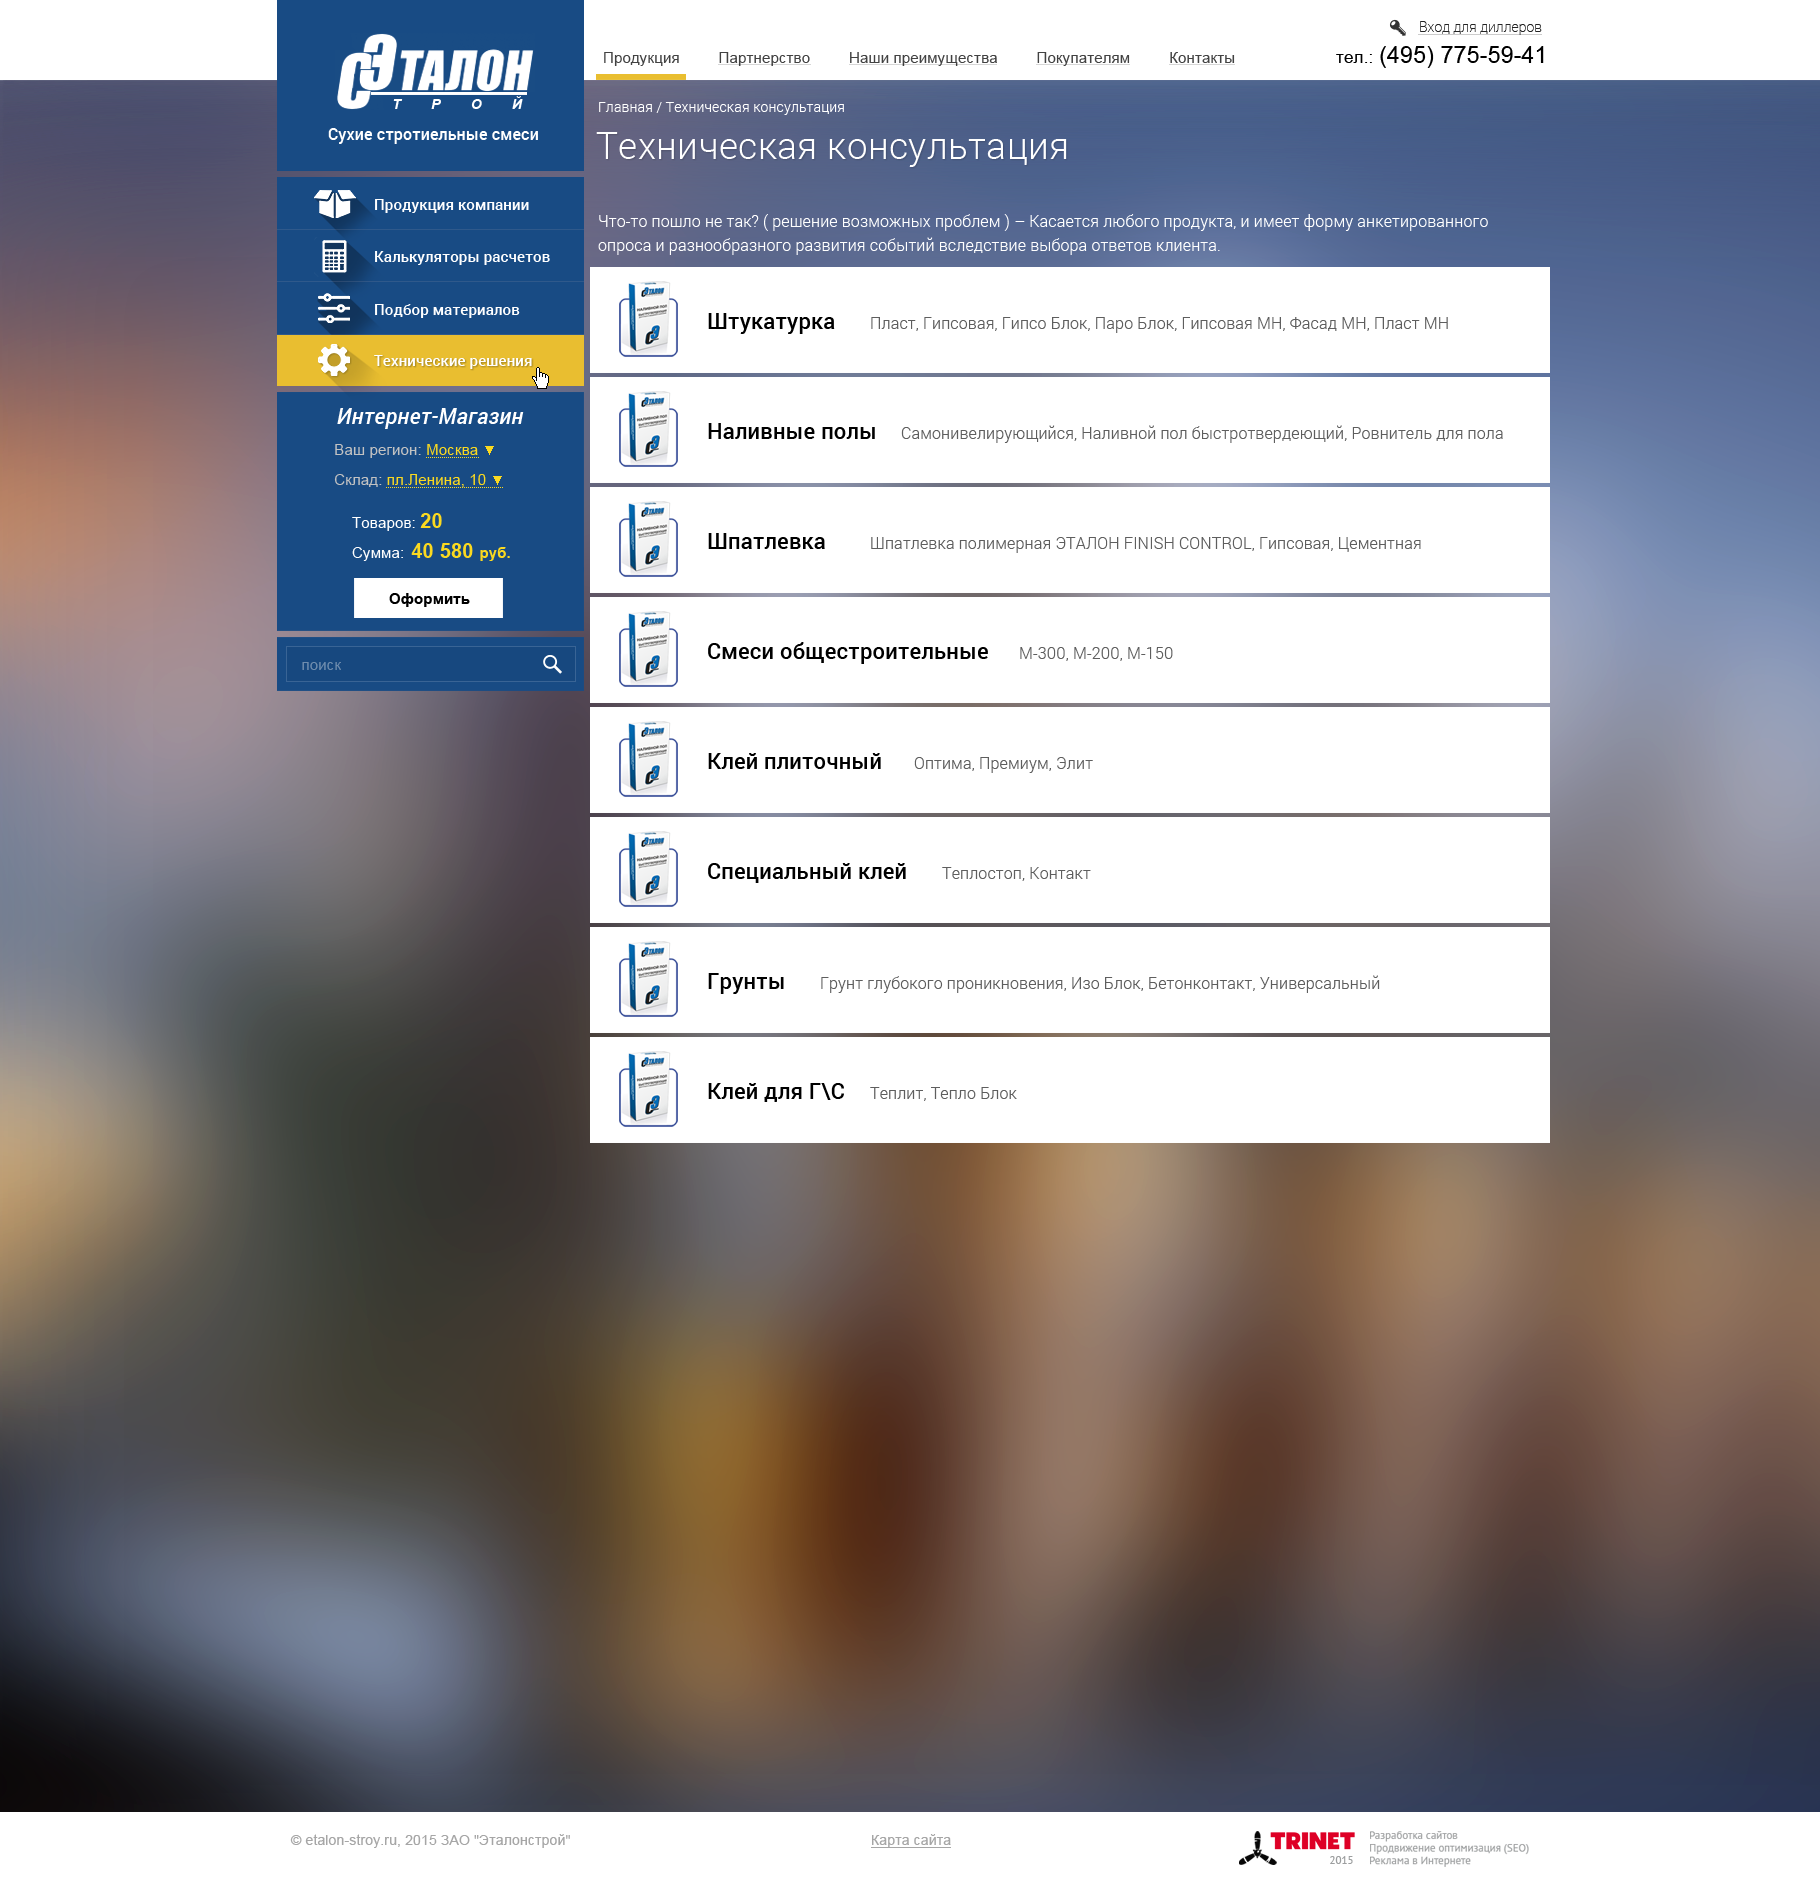 ЭТАЛОН
СТРОЙ
Сухие стротиельные смеси
Продукция
Партнерство
Наши преимущества
Покупателям
Контакты
Вход для диллеров
тел.: (495) 775-59-41
Главная / Техническая консультация
Техническая консультация
Продукция компании
Калькуляторы расчетов
Подбор материалов
Технические решения
Интернет-Магазин
Ваш регион: Москва ▼
Склад: пл.Ленина, 10 ▼
Товаров: 20
Сумма: 40 580 руб.
Оформить
поиск
Что-то пошло не так? ( решение возможных проблем ) – Касается любого продукта, и имеет форму анкетированного
опроса и разнообразного развития событий вследствие выбора ответов клиента.
Штукатурка Пласт, Гипсовая, Гипсо Блок, Паро Блок, Гипсовая МН, Фасад МН, Пласт МН
Наливные полы Самонивелирующийся, Наливной пол быстротвердеющий, Ровнитель для пола
Шпатлевка Шпатлевка полимерная ЭТАЛОН FINISH CONTROL, Гипсовая, Цементная
Смеси общестроительные М-300, М-200, М-150
Клей плиточный Оптима, Премиум, Элит
Специальный клей Теплостоп, Контакт
Грунты Грунт глубокого проникновения, Изо Блок, Бетонконтакт, Универсальный
Клей для Г\С Теплит, Тепло Блок
© etalon-stroy.ru, 2015 ЗАО "Эталонстрой"
Карта сайта
TRINET
2015
Разработка сайтов
Продвижение оптимизация (SEO)
Реклама в Интернете